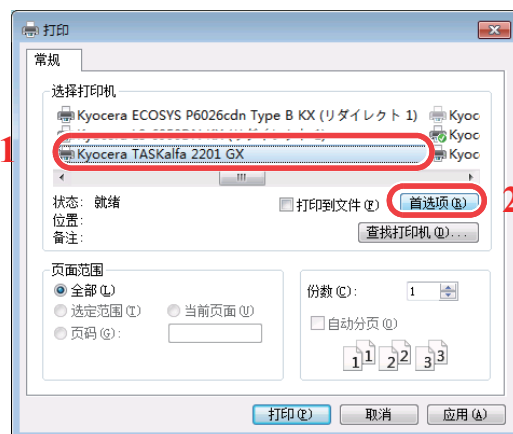 打印
常规
选择打印机
Kyocera ECOSYS P6026cdn Type B KX (リダイレクト 1) Kyoc
Kyoc
1 Kyocera TASKalfa 2201 GX Kyoc
状态: 就绪 打印到文件(F) 首选项(R) 2
位置:
备注: 查找打印机(D)...
页面范围
全部(L) 份数(C): 1
选定范围(T) 当前页面(U)
页码(G): 自动分页(O)
1 1 2 2 3 3
打印(P) 取消 应用(A)